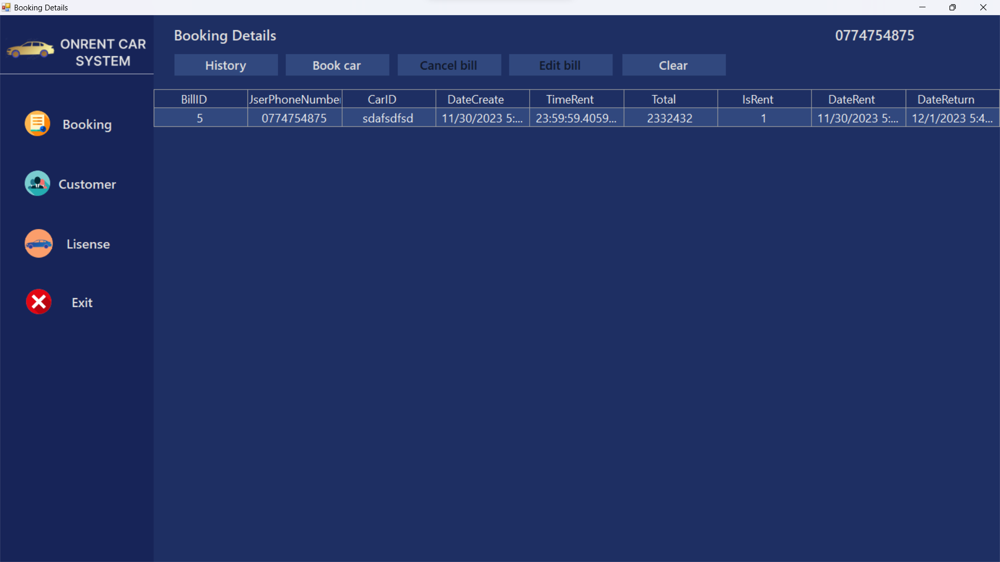 Booking Details
ONRENT CAR
SYSTEM
Booking Details
0774754875
History Book car Cancel bill Edit bill Clear
BillID JserPhoneNumber CarID DateCreate TimeRent Total IsRent DateRent DateReturn
5 0774754875 sdafsdfsd 11/30/2023 5:... 23:59:59.4059... 2332432 1 11/30/2023 5:... 12/1/2023 5:4...
Booking
Customer
Lisense
Exit